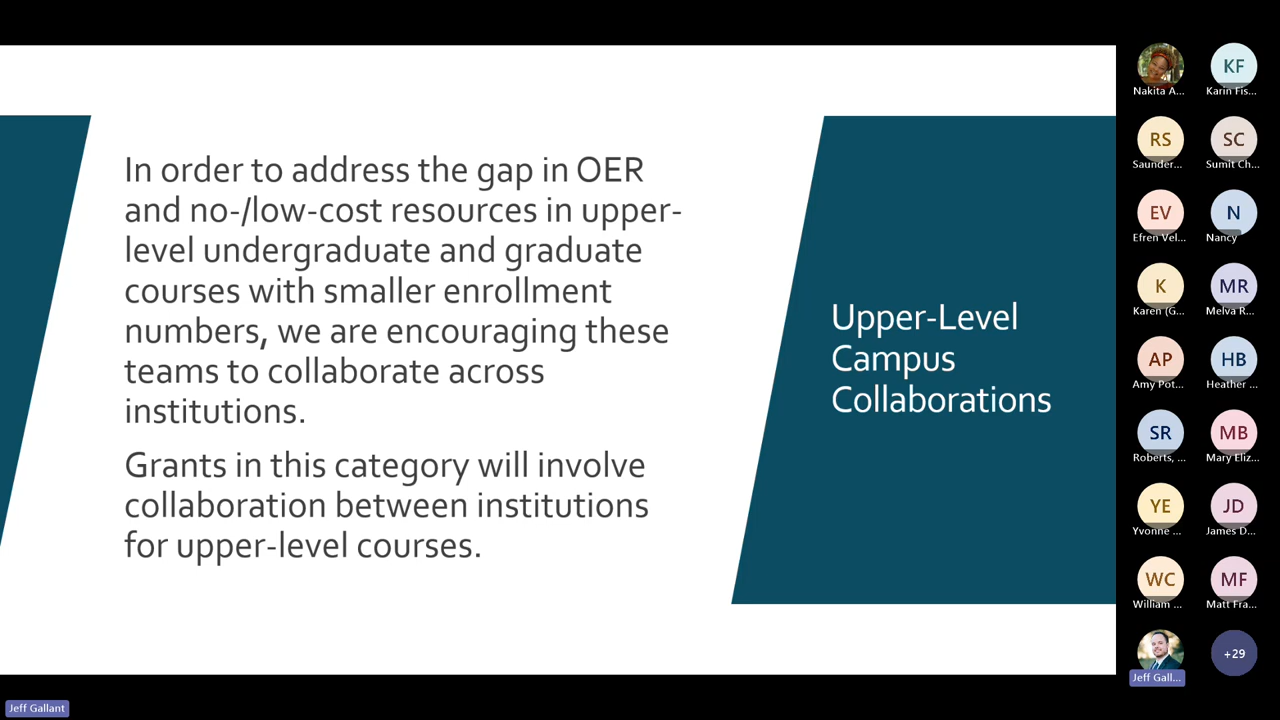 In order to address the gap in OER
and no-/low-cost resources in upper-
level undergraduate and graduate
courses with smaller enrollment
numbers, we are encouraging these
teams to collaborate across
institutions.
Grants in this category will involve
collaboration between institutions
for upper-level courses.
Upper-Level
Campus
Collaborations
Nakita A...
KF
Karin Fis...
RS
Saunder...
SC
Sumit Ch...
EV
Efren Vel...
N
Nancy
K
Karen (G...
MR
Melva R...
AP
Amy Pot...
HB
Heather ...
SR
Roberts, ...
MB
Mary Eliz...
YE
Yvonne ...
JD
James D...
WC
William ...
MF
Matt Fra...
Jeff Gall...
+29
Jeff Gallant